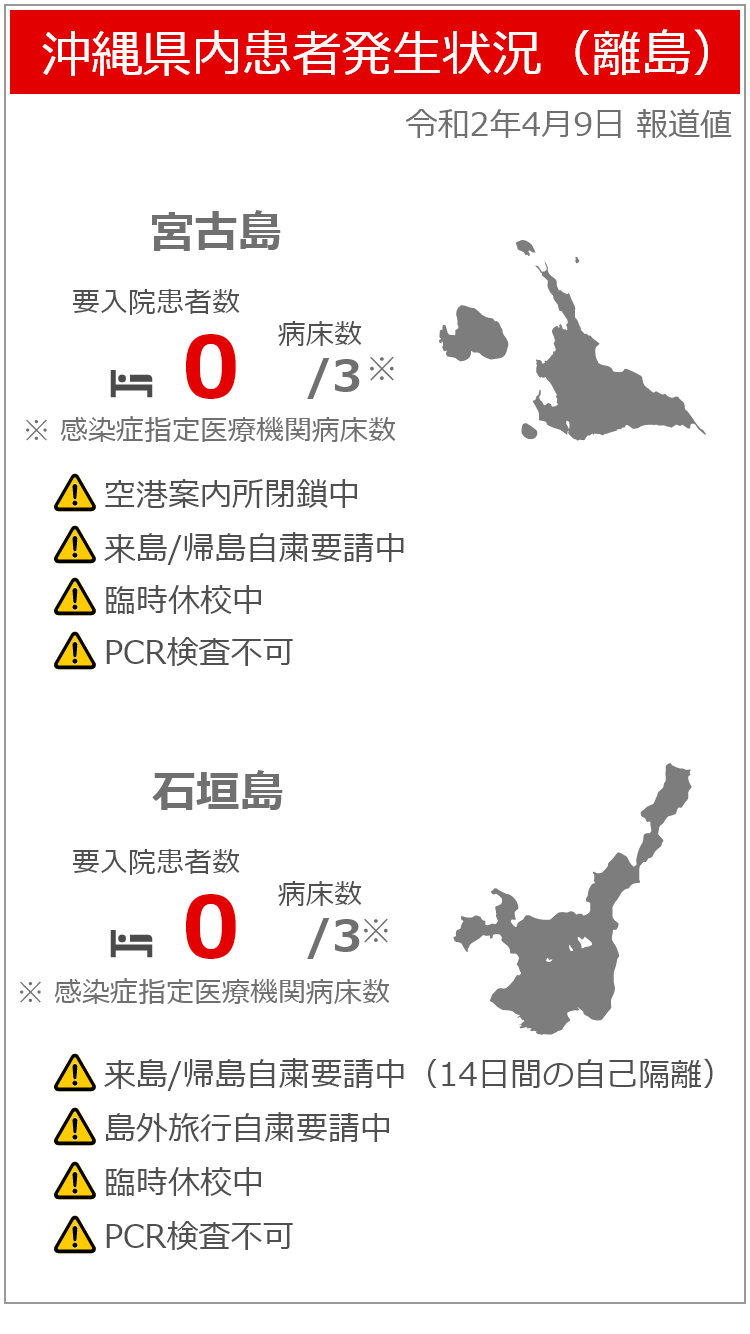 沖縄県内患者発生状況（離島）
令和2年4月9日 報道値
宮古島
要入院患者数
病床数
0 /3※
※ 感染症指定医療機関病床数
空港案内所閉鎖中
来島/帰島自粛要請中
臨時休校中
PCR検査不可
石垣島
要入院患者数
病床数
0 /3※
※ 感染症指定医療機関病床数
来島/帰島自粛要請中（14日間の自己隔離）
島外旅行自粛要請中
臨時休校中
PCR検査不可